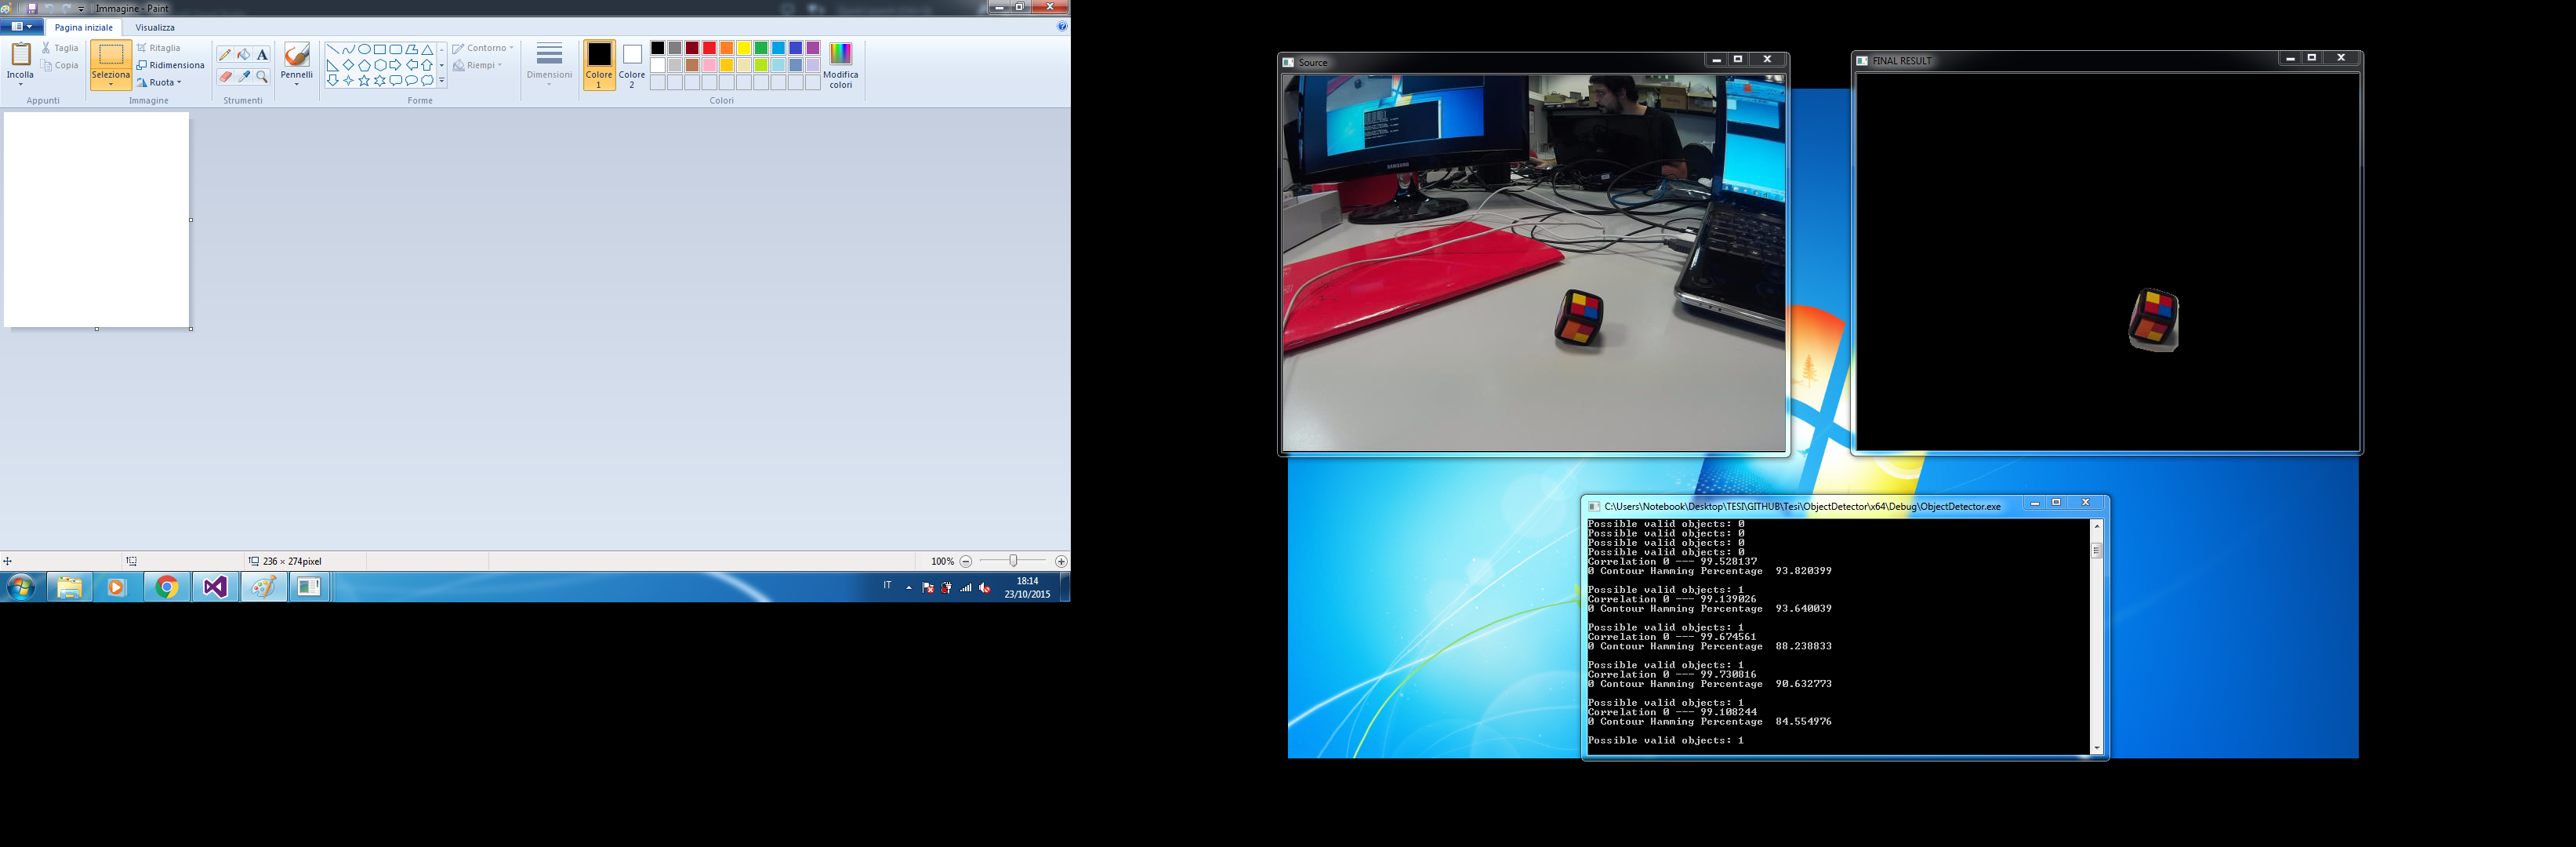 Immagine - Paint
Pagina iniziale
Visualizza
Incolla
Taglia
Copia
Appunti
Seleziona
Ritaglia
Ridimensiona
Ruota
Immagine
A
Strumenti
Pennelli
Contorno
Riempi
Forme
Dimensioni
Colore 1
Colore 2
Modifica colori
Colori
236 × 274pixel
100%
IT
18:14
23/10/2015
Source
SAMSUNG
FINAL RESULT
C:\Users\Notebook\Desktop\TESI\GITHUB\Tesi\ObjectDetector\x64\Debug\ObjectDetector.exe
Possible valid objects: 0
Possible valid objects: 0
Possible valid objects: 0
Possible valid objects: 0
Correlation 0 --- 99.528137
0 Contour Hamming Percentage  93.820399
Possible valid objects: 1
Correlation 0 --- 99.139026
0 Contour Hamming Percentage  93.640039
Possible valid objects: 1
Correlation 0 --- 99.674561
0 Contour Hamming Percentage  88.238833
Possible valid objects: 1
Correlation 0 --- 99.730816
0 Contour Hamming Percentage  90.632773
Possible valid objects: 1
Correlation 0 --- 99.108244
0 Contour Hamming Percentage  84.554976
Possible valid objects: 1